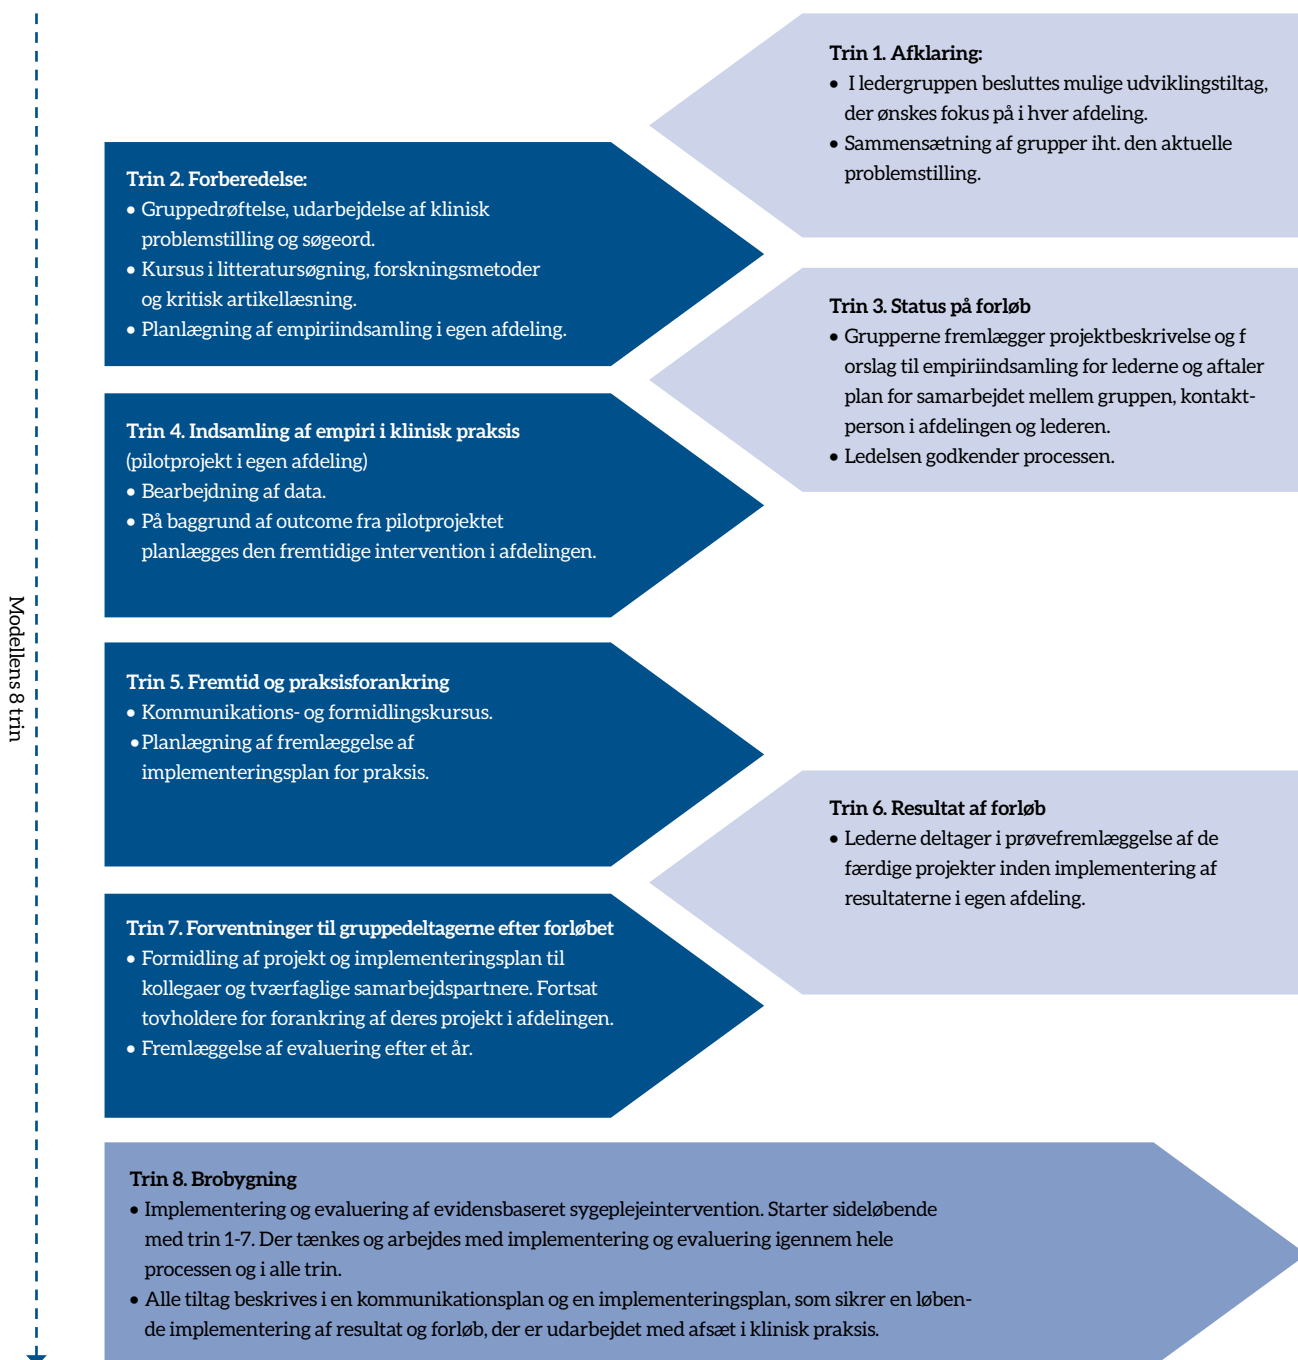 Modellens 8 trin
Trin 1. Afklaring:
• I ledergruppen besluttes mulige udviklingstiltag,
der ønskes fokus på i hver afdeling.
• Sammensætning af grupper iht. den aktuelle
problemstilling.
Trin 2. Forberedelse:
• Gruppedrøftelse, udarbejdelse af klinisk
problemstilling og søgeord.
• Kursus i litteratursøgning, forskningsmetoder
og kritisk artikellæsning.
• Planlægning af empiriindsamling i egen afdeling.
Trin 3. Status på forløb
• Grupperne fremlægger projektbeskrivelse og f
orslag til empiriindsamling for lederne og aftaler
plan for samarbejdet mellem gruppen, kontakt-
person i afdelingen og lederen.
• Ledelsen godkender processen.
Trin 4. Indsamling af empiri i klinisk praksis
(pilotprojekt i egen afdeling)
• Bearbejdning af data.
• På baggrund af outcome fra pilotprojektet
planlægges den fremtidige intervention i afdelingen.
Trin 5. Fremtid og praksisforankring
• Kommunikations- og formidlingskursus.
• Planlægning af fremlæggelse af
implementeringsplan for praksis.
Trin 6. Resultat af forløb
• Lederne deltager i prøvefremlæggelse af de
færdige projekter inden implementering af
resultaterne i egen afdeling.
Trin 7. Forventninger til gruppedeltagerne efter forløbet
• Formidling af projekt og implementeringsplan til
kollegaer og tværfaglige samarbejdspartnere. Fortsat
tovholdere for forankring af deres projekt i afdelingen.
• Fremlæggelse af evaluering efter et år.
Trin 8. Brobygning
• Implementering og evaluering af evidensbaseret sygeplejeintervention. Starter sideløbende
med trin 1-7. Der tænkes og arbejdes med implementering og evaluering igennem hele
processen og i alle trin.
• Alle tiltag beskrives i en kommunikationsplan og en implementeringsplan, som sikrer en løben-
de implementering af resultat og forløb, der er udarbejdet med afsæt i klinisk praksis.